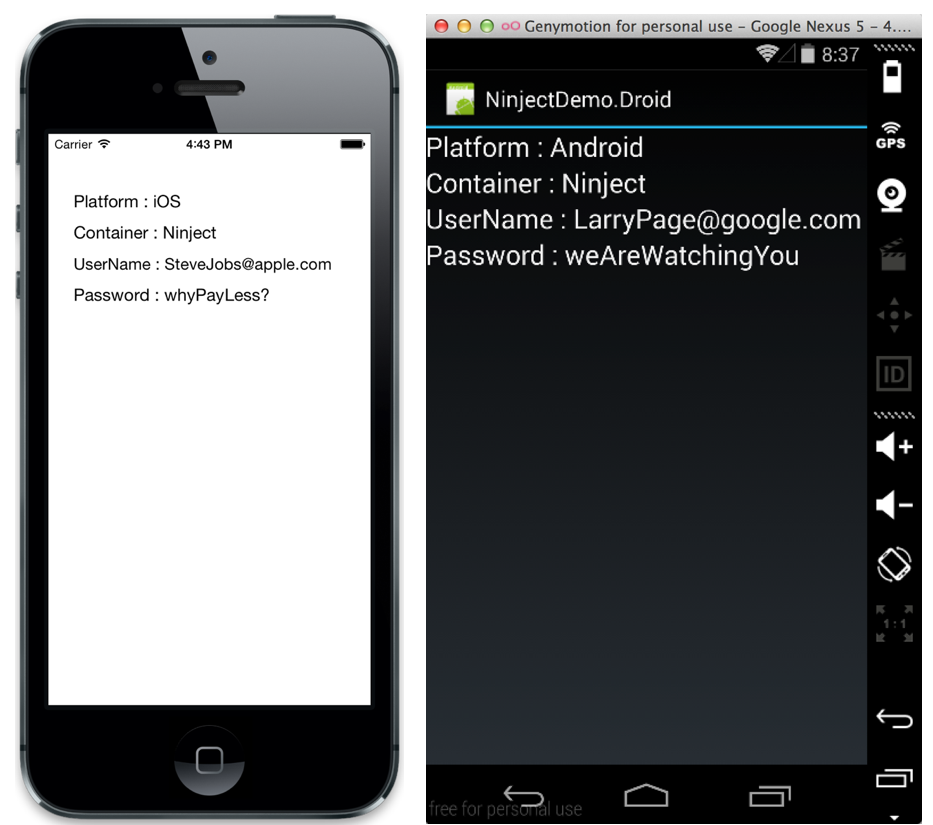 Carrier 4:43 PM
Platform : iOS
Container : Ninject
UserName : SteveJobs@apple.com
Password : whyPayLess?
Genymotion for personal use – Google Nexus 5 – 4....
8:37
NinjectDemo.Droid
Platform : Android
Container : Ninject
UserName : LarryPage@google.com
Password : weAreWatchingYou
free for personal use
GPS
ID
1:1